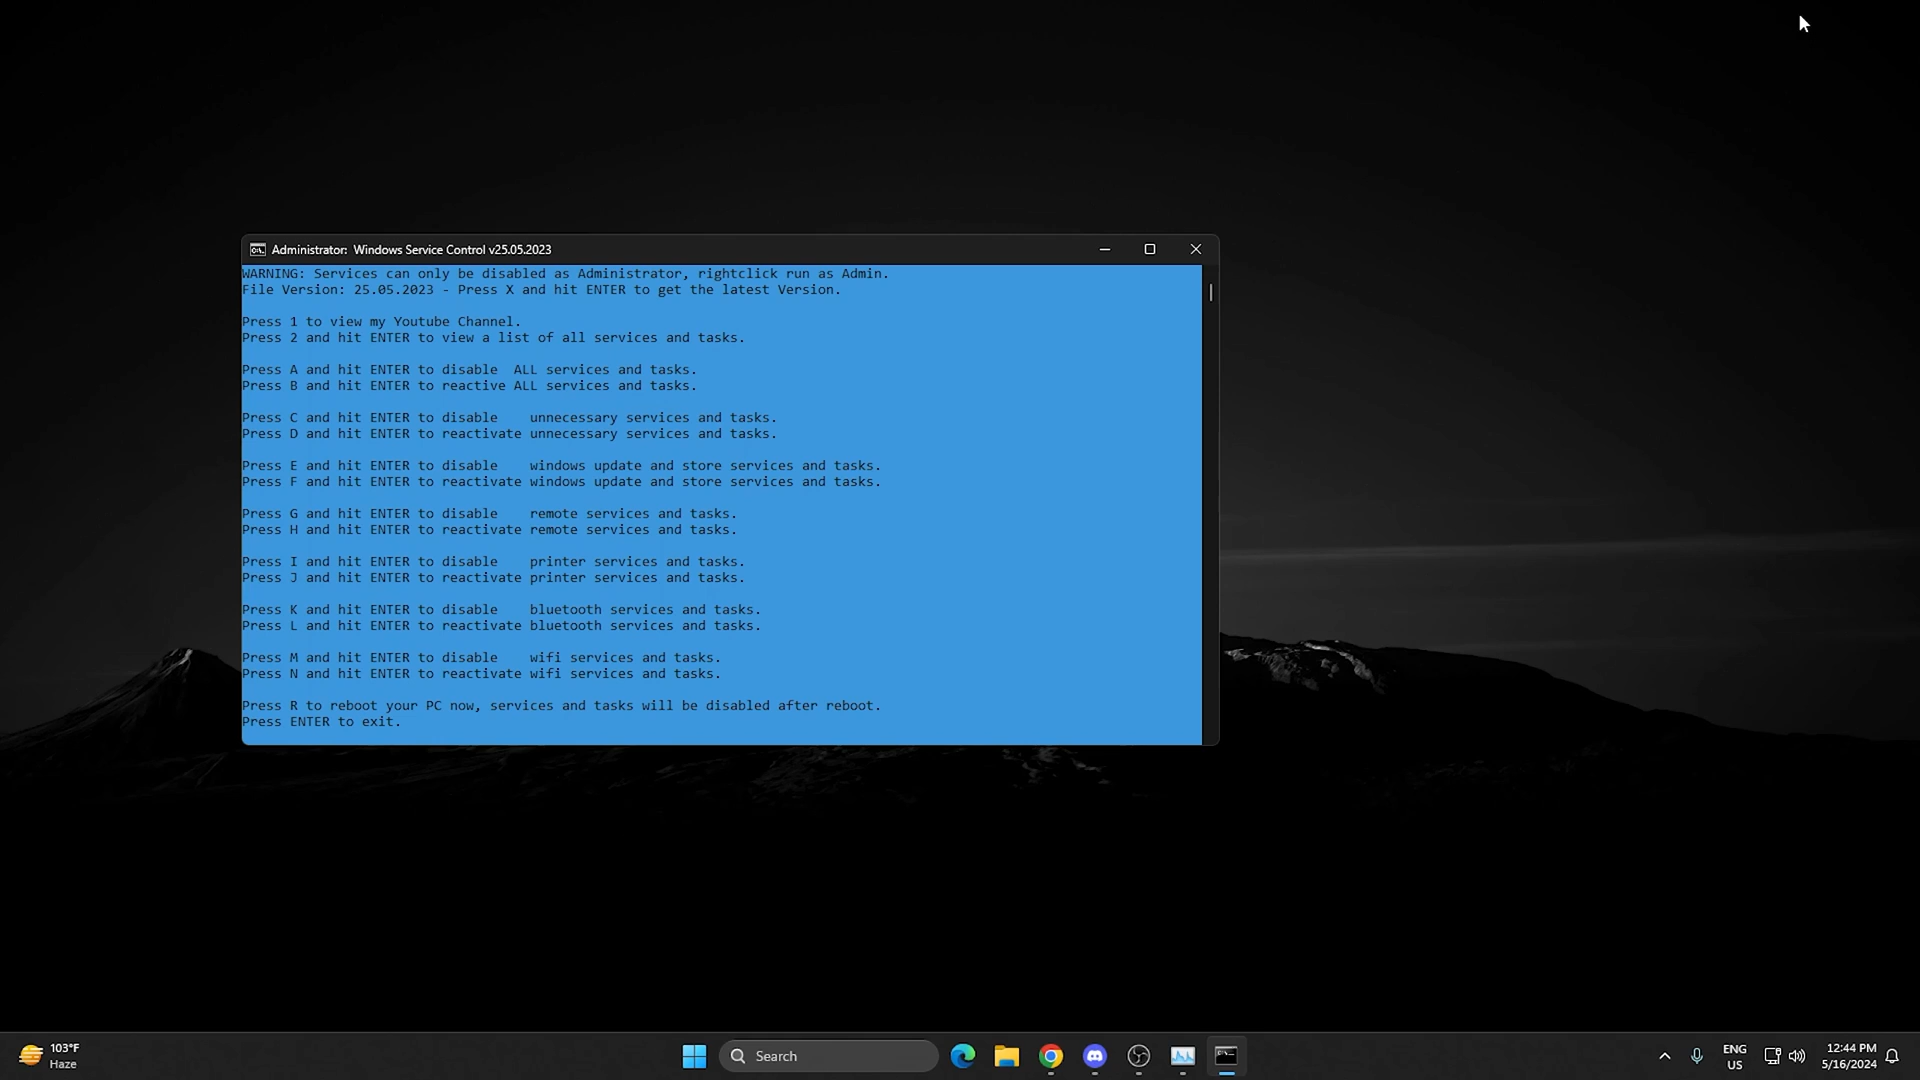 Administrator:  Windows Service Control v25.05.2023
WARNING: Services can only be disabled as Administrator, rightclick run as Admin.
File Version: 25.05.2023 - Press X and hit ENTER to get the latest Version.
Press 1 to view my Youtube Channel.
Press 2 and hit ENTER to view a list of all services and tasks.
Press A and hit ENTER to disable  ALL services and tasks.
Press B and hit ENTER to reactive ALL services and tasks.
Press C and hit ENTER to disable    unnecessary services and tasks.
Press D and hit ENTER to reactivate unnecessary services and tasks.
Press E and hit ENTER to disable    windows update and store services and tasks.
Press F and hit ENTER to reactivate windows update and store services and tasks.
Press G and hit ENTER to disable    remote services and tasks.
Press H and hit ENTER to reactivate remote services and tasks.
Press I and hit ENTER to disable    printer services and tasks.
Press J and hit ENTER to reactivate printer services and tasks.
Press K and hit ENTER to disable    bluetooth services and tasks.
Press L and hit ENTER to reactivate bluetooth services and tasks.
Press M and hit ENTER to disable    wifi services and tasks.
Press N and hit ENTER to reactivate wifi services and tasks.
Press R to reboot your PC now, services and tasks will be disabled after reboot.
Press ENTER to exit.
103°F
Haze
Search
ENG
US
12:44 PM
5/16/2024